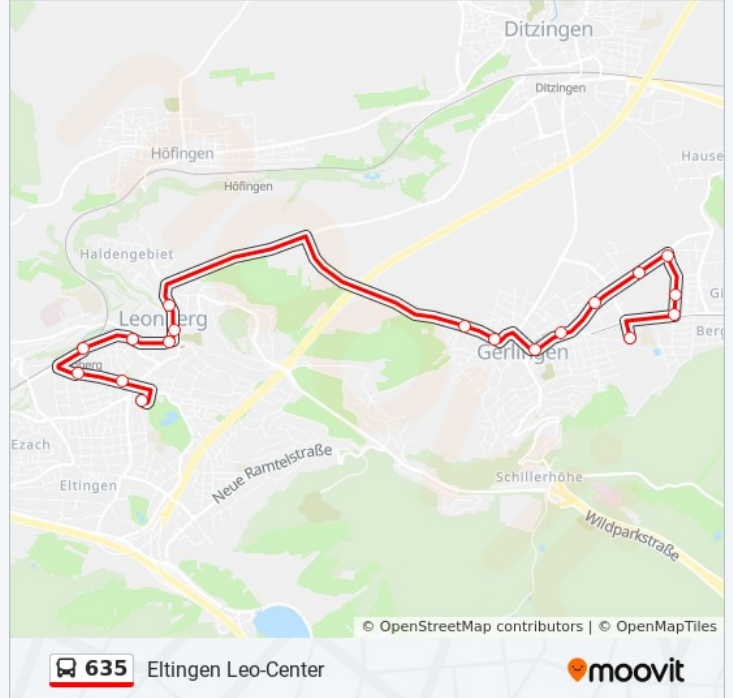 Ditzingen
Ditzingen
Höfingen
Hause
Höfingen
Haldengebiet
Leonberg
Gi
Berg
Gerlingen
berg
Ezach
Neue Ramtelstraße
Schillerhöhe
Eltingen
Wildparkstraße
© OpenStreetMap contributors | © OpenMapTiles
635 Eltingen Leo-Center
moovit